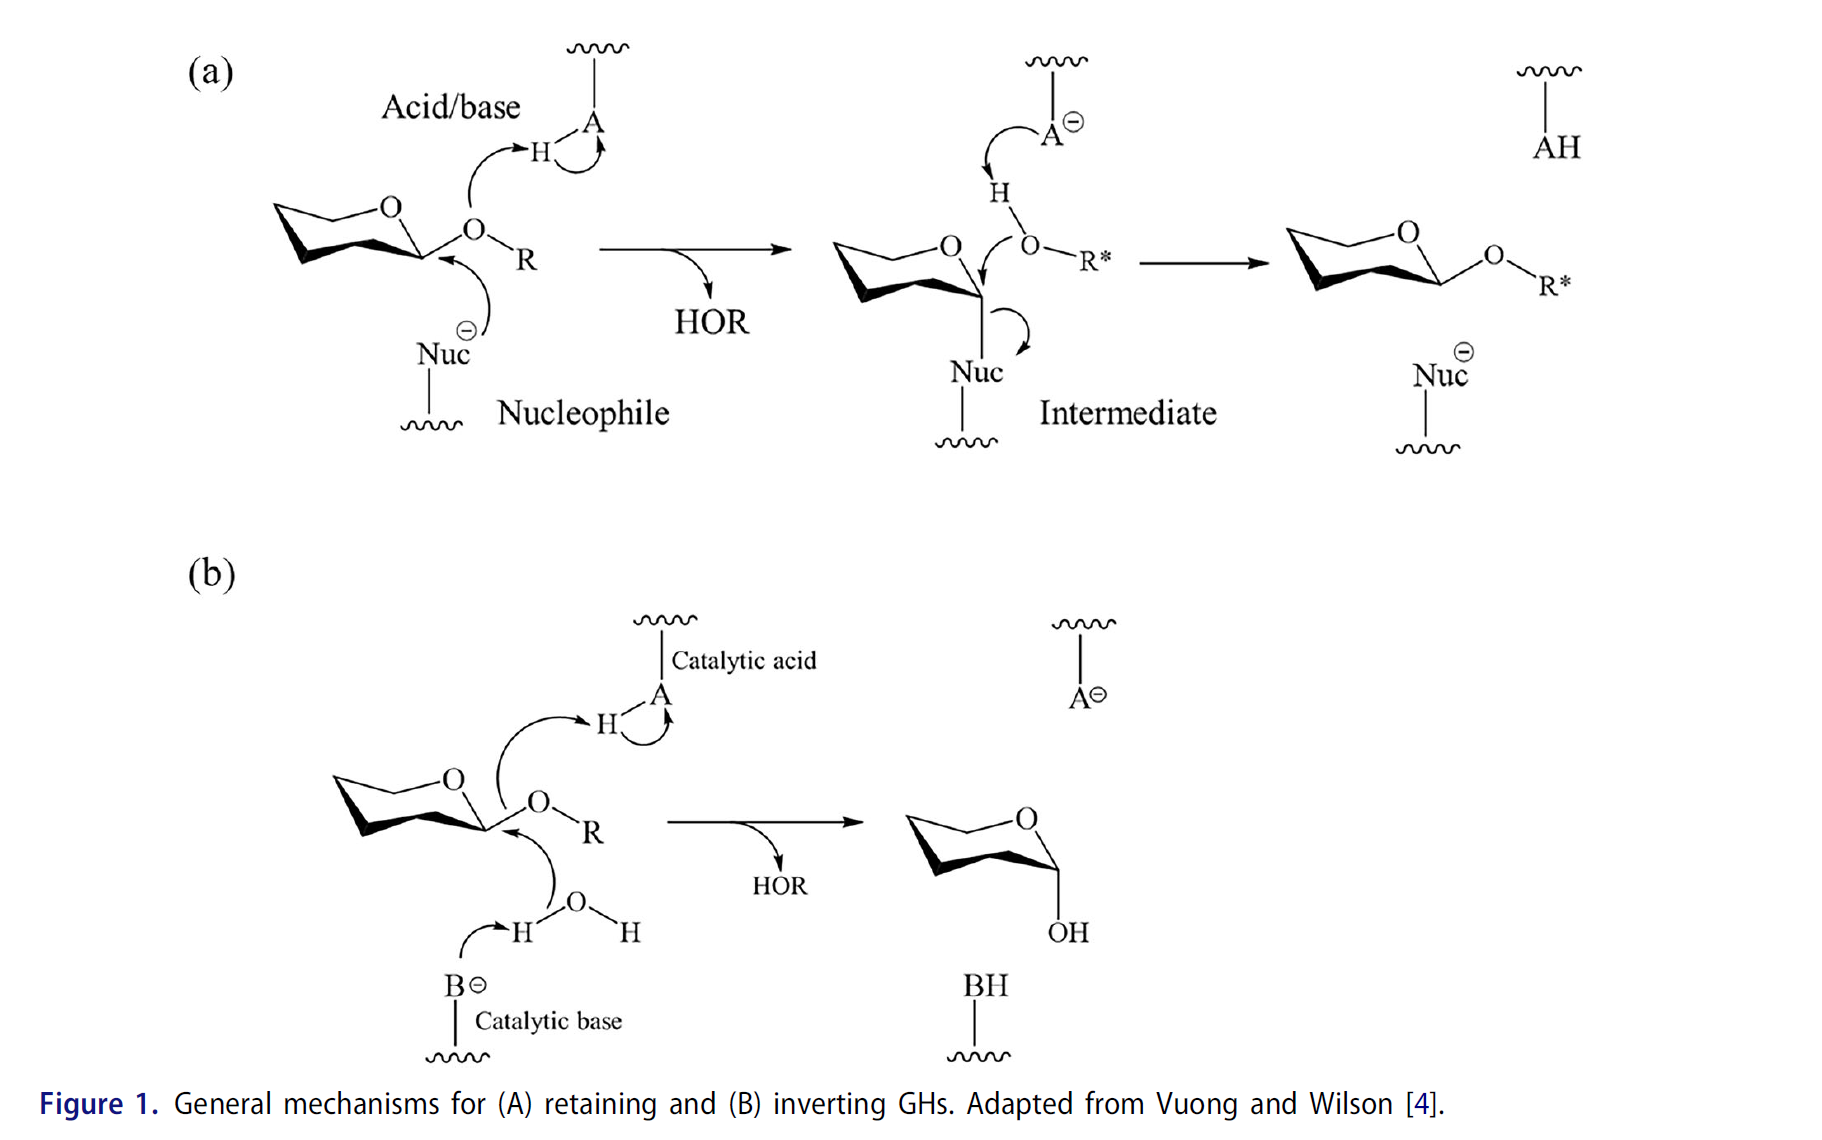 (a)
Acid/base
A
H
O
O
R
Nuc⊖
Nucleophile
HOR
A⊖
H
O
O
R*
Nuc
Intermediate
AH
O
O
R*
Nuc⊖
(b)
Catalytic acid
A
H
O
O
R
O
H
H
B⊖
Catalytic base
HOR
A⊖
O
OH
BH
Figure 1. General mechanisms for (A) retaining and (B) inverting GHs. Adapted from Vuong and Wilson [4].